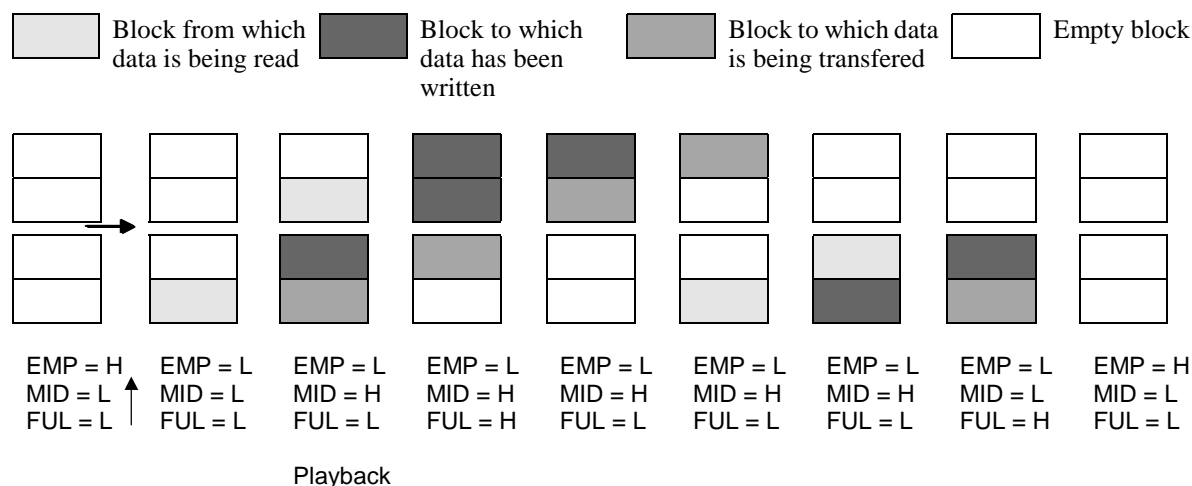 Block from which
data is being read
Block to which
data has been
written
Block to which data
is being transfered
Empty block
EMP = H EMP = L EMP = L EMP = L EMP = L EMP = L EMP = L EMP = L EMP = H
MID = L MID = L MID = H MID = H MID = H MID = H MID = H MID = L MID = L
FUL = L FUL = L FUL = L FUL = H FUL = L FUL = L FUL = L FUL = H FUL = L
Playback